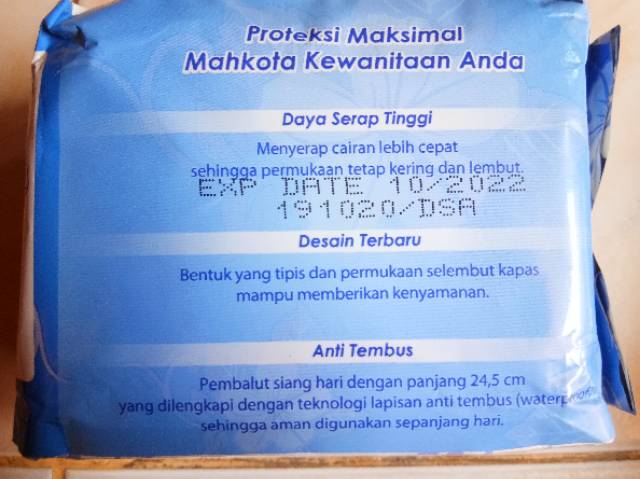 Proteksi Maksimal
Mahkota Kewanitaan Anda
Daya Serap Tinggi
Menyerap cairan lebih cepat
sehingga permukaan tetap kering dan lembut.
EXP DATE 10/2022
191020/DSA
Desain Terbaru
Bentuk yang tipis dan permukaan selembut kapas
mampu memberikan kenyamanan.
Anti Tembus
Pembalut siang hari dengan panjang 24,5 cm
yang dilengkapi dengan teknologi lapisan anti tembus (waterproof)
sehingga aman digunakan sepanjang hari.